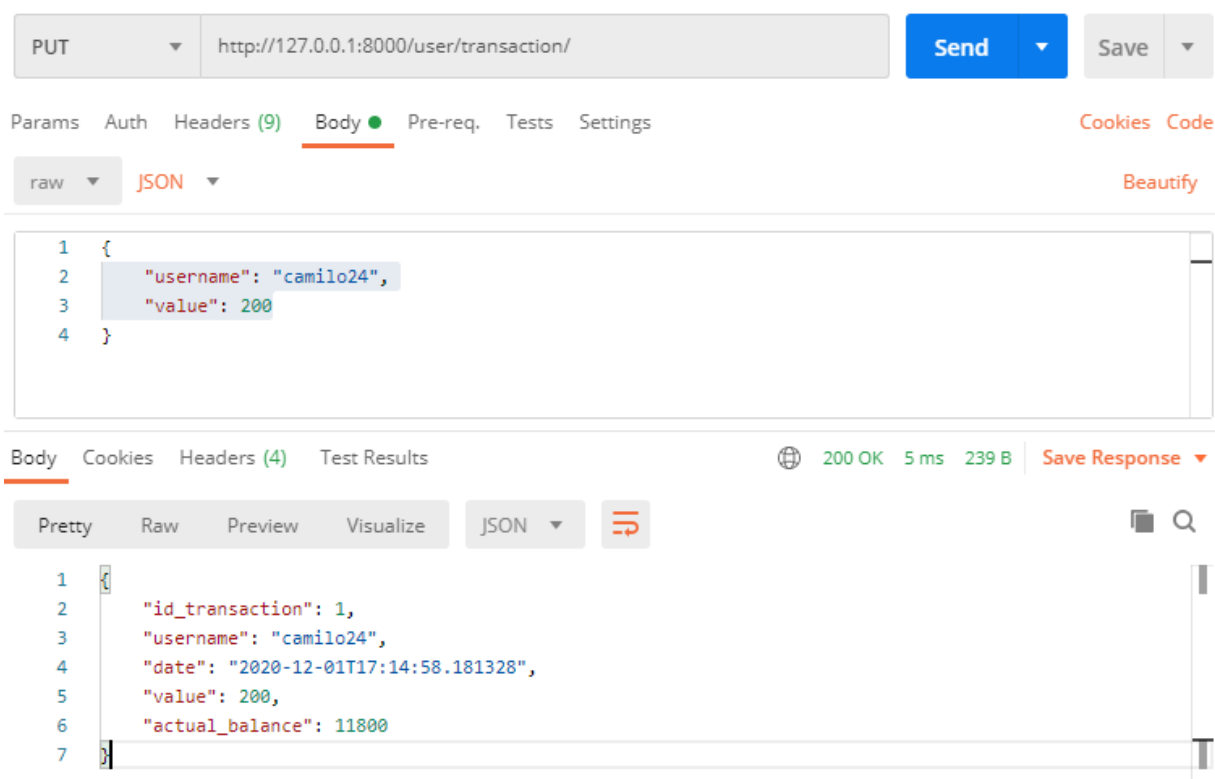 PUT http://127.0.0.1:8000/user/transaction/ Send Save
Params Auth Headers (9) Body Pre-req. Tests Settings Cookies Code
raw JSON Beautify
1 {
2 "username": "camilo24",
3 "value": 200
4 }
Body Cookies Headers (4) Test Results 200 OK 5 ms 239 B Save Response
Pretty Raw Preview Visualize JSON
1 {
2 "id_transaction": 1,
3 "username": "camilo24",
4 "date": "2020-12-01T17:14:58.181328",
5 "value": 200,
6 "actual_balance": 11800
7 }